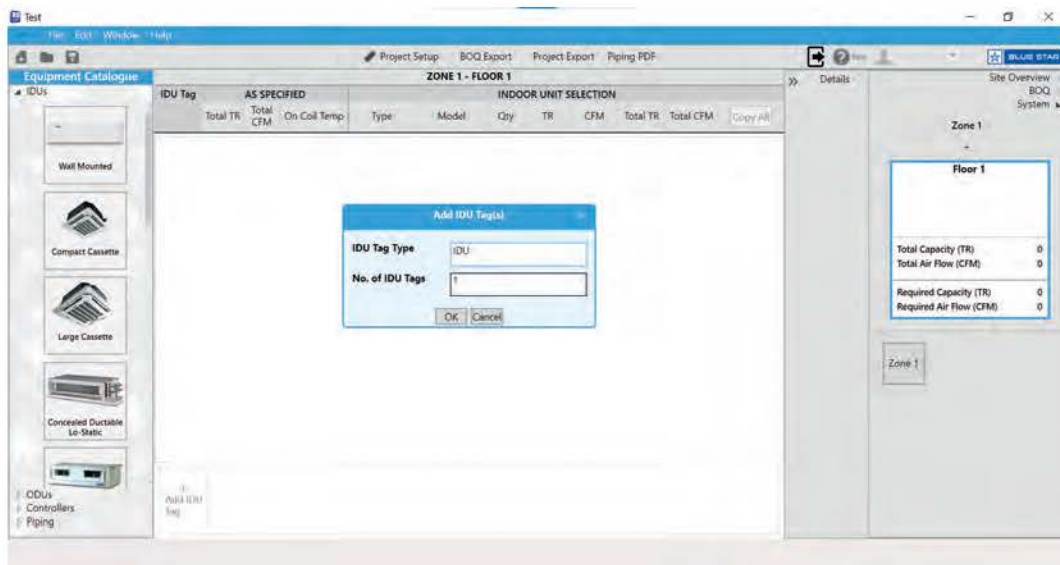 Test
File Edit Window Help
Project Setup BOQ Export Project Export Piping PDF
BLUE STAR
Equipment Catalogue
IDUs
Wall Mounted
Compact Cassette
Large Cassette
Concealed Ductable
Lo-Static
ODUs
Controllers
Piping
ZONE 1 - FLOOR 1
IDU Tag AS SPECIFIED INDOOR UNIT SELECTION
Total TR Total CFM On Coil Temp Type Model Qty TR CFM Total TR Total CFM Copy All
Add IDU Tag(s)
IDU Tag Type IDU
No. of IDU Tags 1
OK Cancel
+
Add IDU
Tag
Details
Site Overview
BOQ
System
Zone 1
Floor 1
Total Capacity (TR) 0
Total Air Flow (CFM) 0
Required Capacity (TR) 0
Required Air Flow (CFM) 0
Zone 1